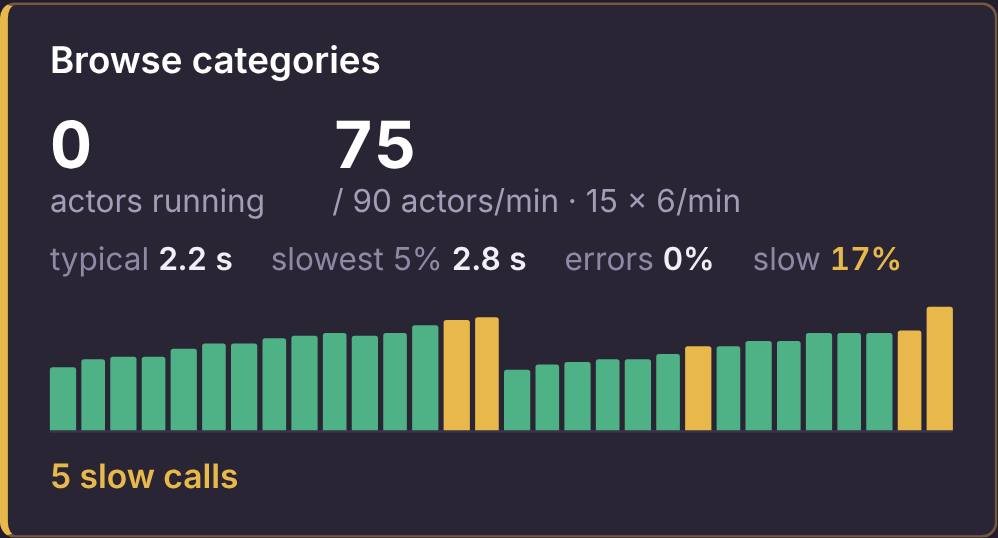 Browse categories
0 75
actors running / 90 actors/min · 15 × 6/min
typical 2.2 s slowest 5% 2.8 s errors 0% slow 17%
5 slow calls